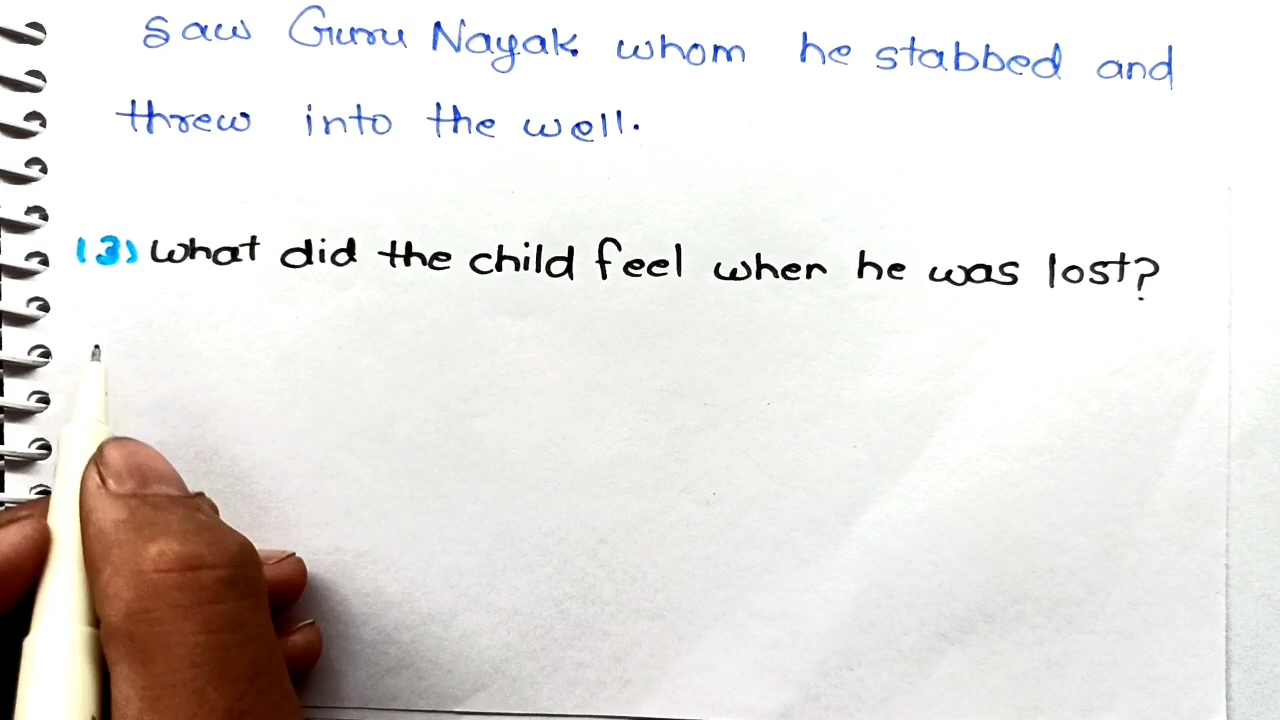 saw Guru Nayak whom he stabbed and
threw into the well.
(3) What did the child feel when he was lost?